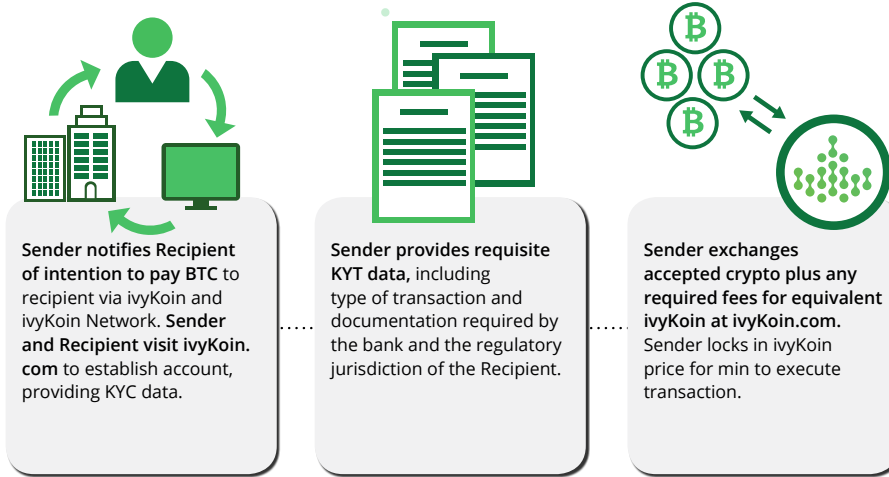 Sender notifies Recipient
of intention to pay BTC to
recipient via ivyKoin and
ivyKoin Network. Sender
and Recipient visit ivyKoin.
com to establish account,
providing KYC data.
Sender provides requisite
KYT data, including
type of transaction and
documentation required by
the bank and the regulatory
jurisdiction of the Recipient.
Sender exchanges
accepted crypto plus any
required fees for equivalent
ivyKoin at ivyKoin.com.
Sender locks in ivyKoin
price for min to execute
transaction.